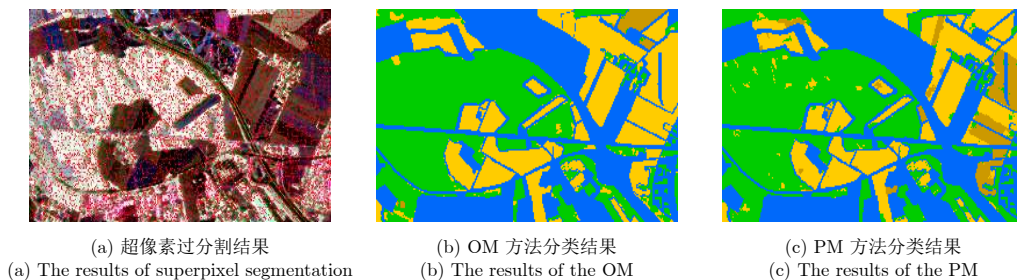 (a) 超像素过分割结果
(a) The results of superpixel segmentation
(b) OM 方法分类结果
(b) The results of the OM
(c) PM 方法分类结果
(c) The results of the PM